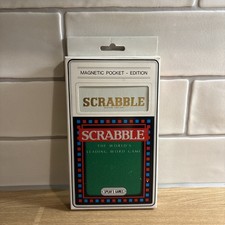 MAGNETIC POCKET - EDITION
SCRABBLE
SCRABBLE
THE WORLD'S
LEADING WORD GAME
SPEAR'S GAMES